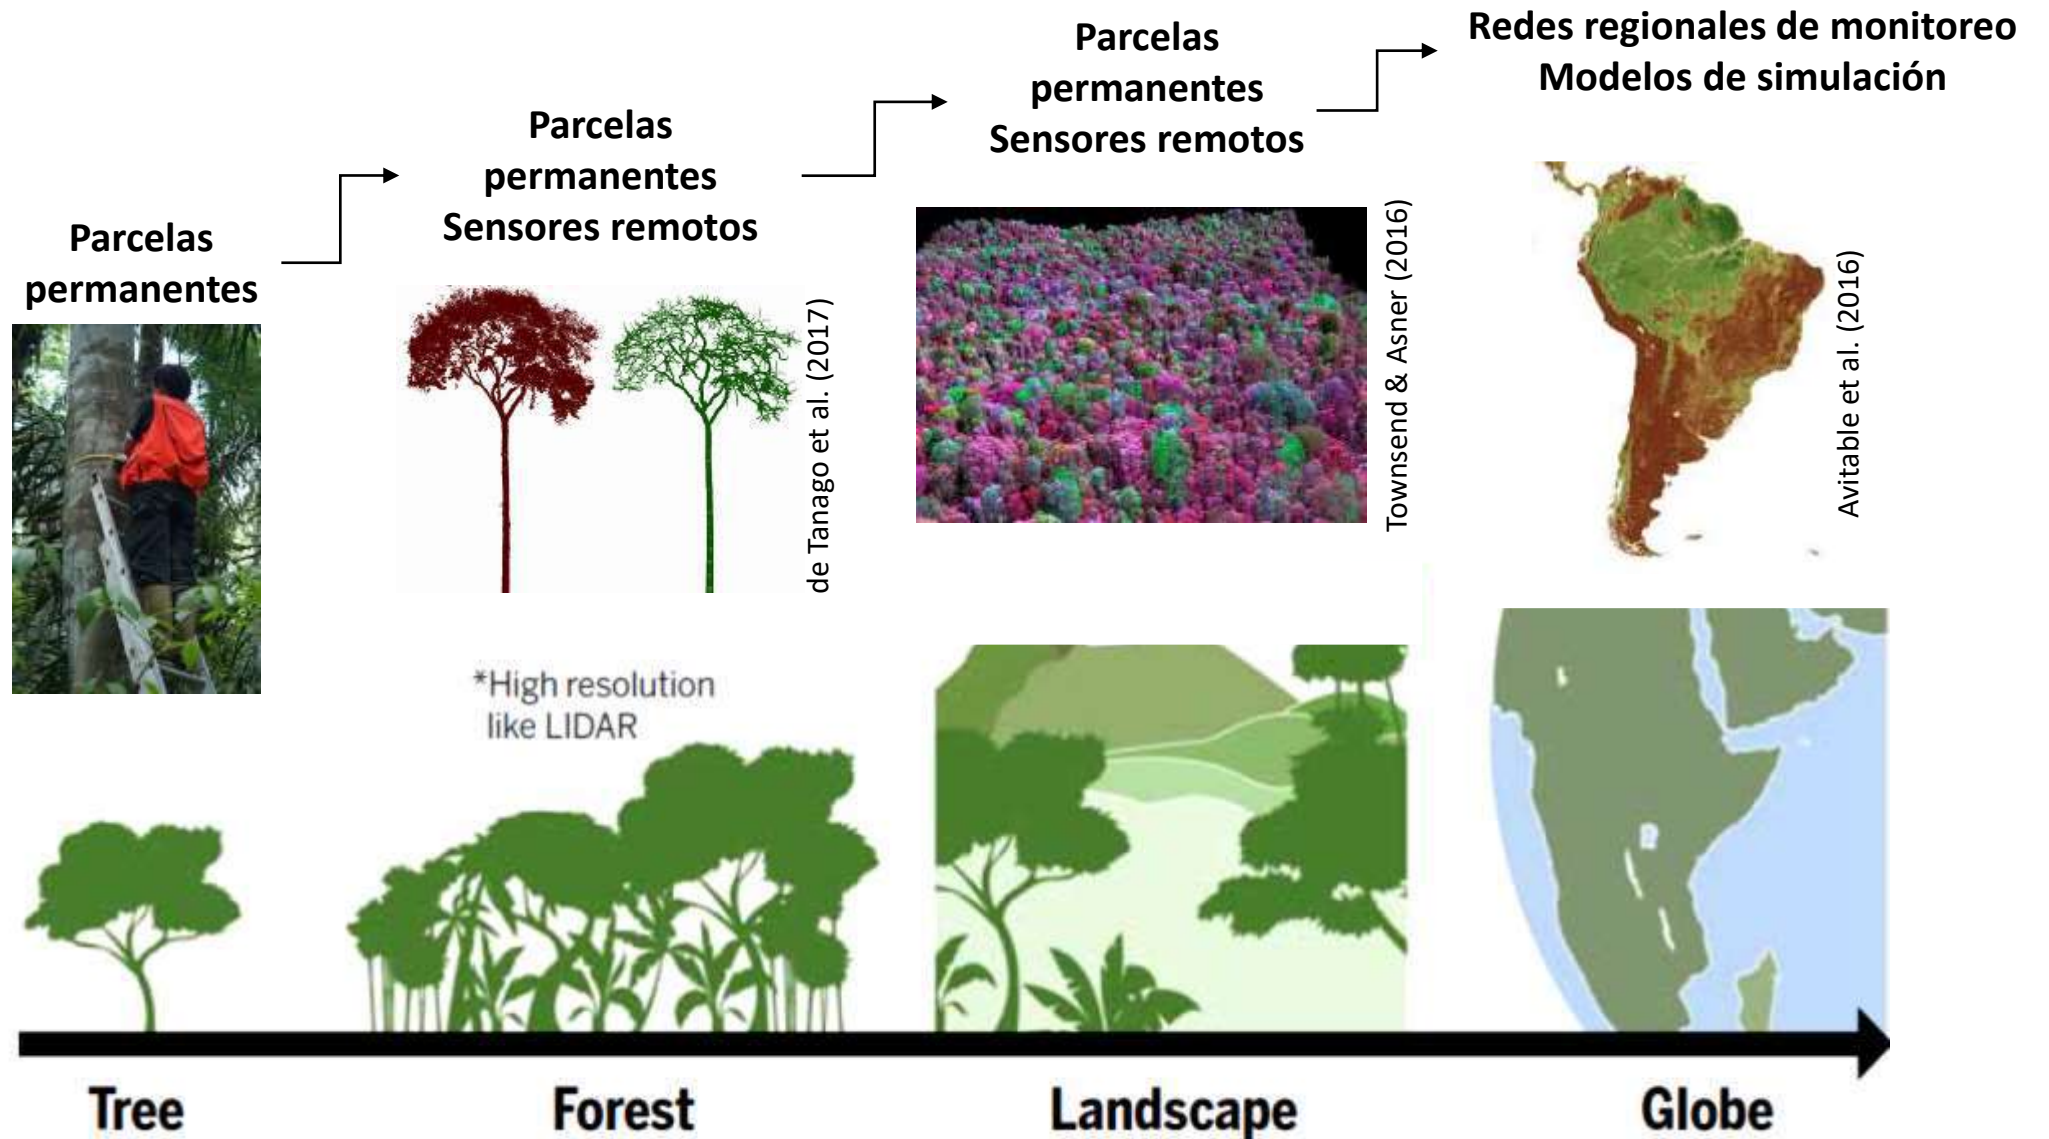 Parcelas
permanentes
Parcelas
permanentes
Sensores remotos
Parcelas
permanentes
Sensores remotos
Redes regionales de monitoreo
Modelos de simulación
de Tanago et al. (2017)
Townsend & Asner (2016)
Avitable et al. (2016)
*High resolution
like LIDAR
Tree
Forest
Landscape
Globe